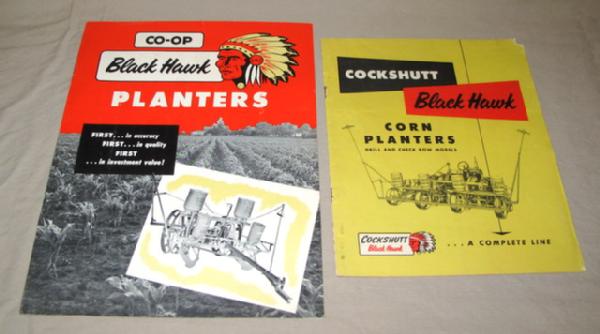 CO-OP
Black Hawk
PLANTERS
FIRST...in accuracy
FIRST...in quality
FIRST
...in investment value!
COCKSHUTT
Black Hawk
CORN
PLANTERS
DRILL AND CHECK ROW MODELS
COCKSHUTT
Black Hawk
...A COMPLETE LINE